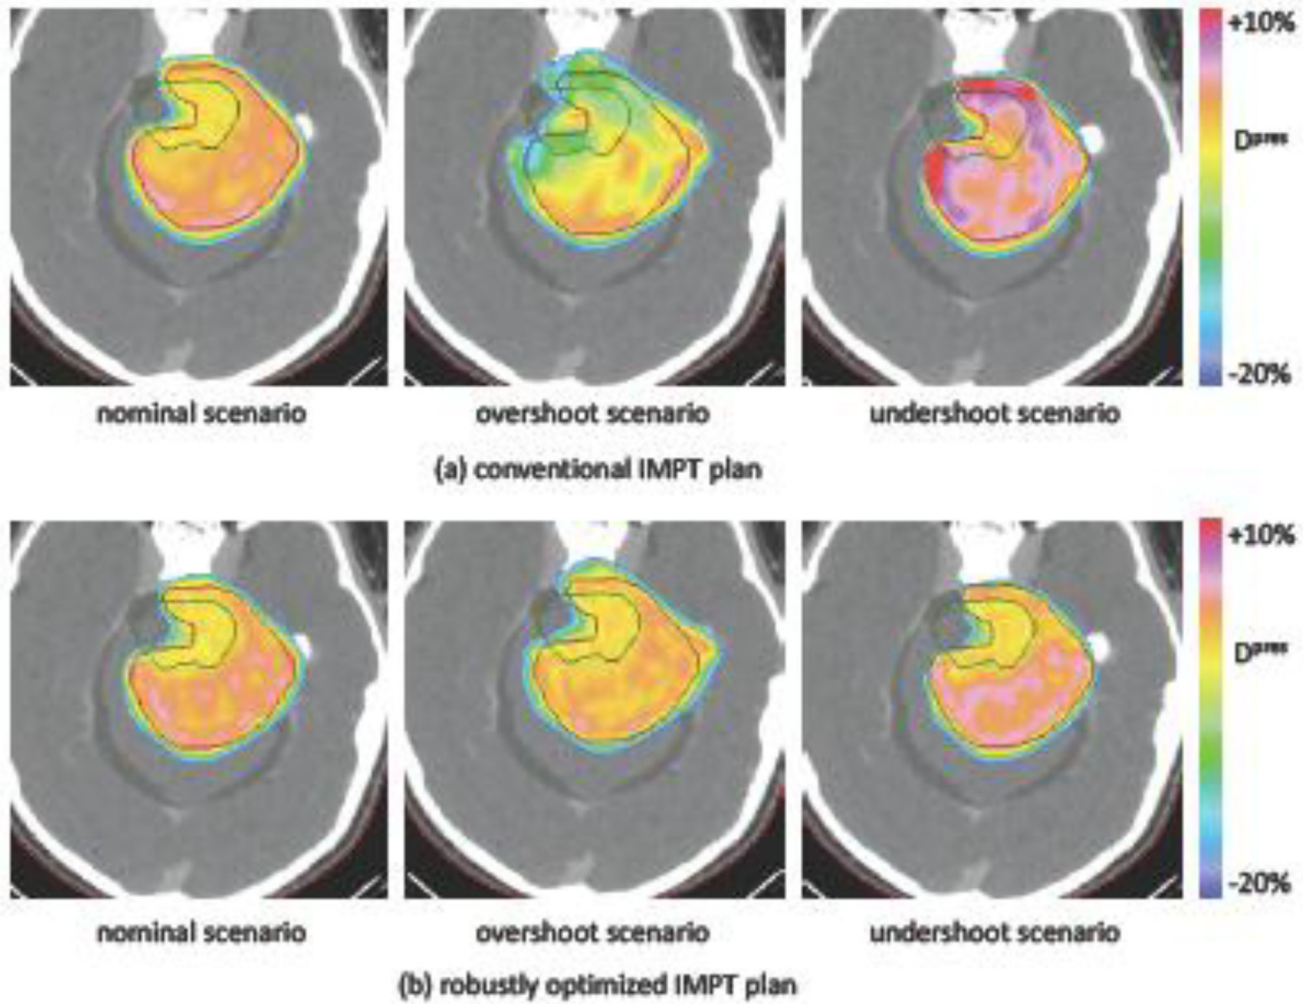 +10%
Dᵖʳᵉˢ
-20%
nominal scenario overshoot scenario undershoot scenario
(a) conventional IMPT plan
+10%
Dᵖʳᵉˢ
-20%
nominal scenario overshoot scenario undershoot scenario
(b) robustly optimized IMPT plan